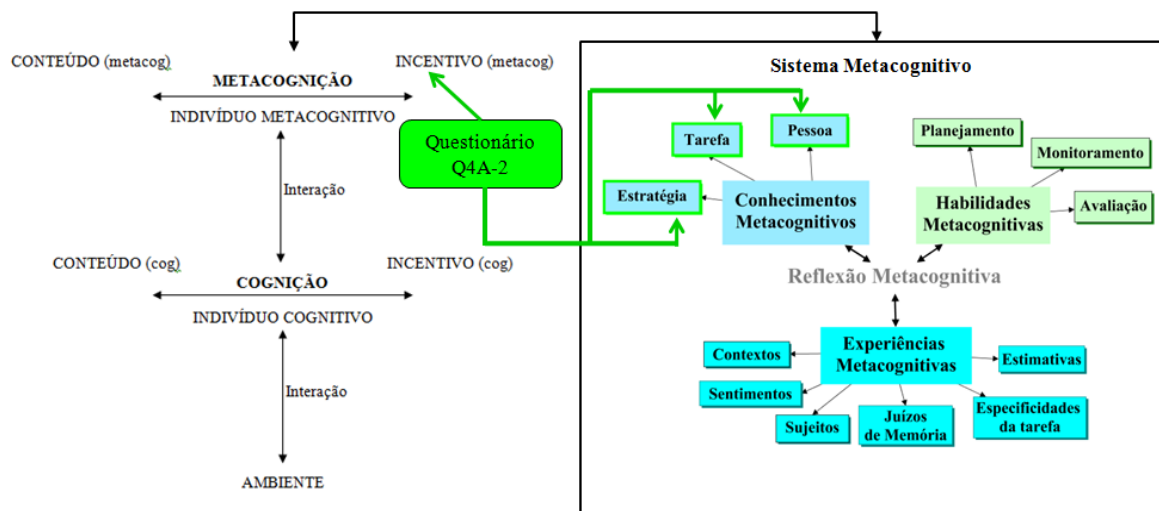 CONTEÚDO (metacog)
INCENTIVO (metacog)
METACOGNIÇÃO
INDIVÍDUO METACOGNITIVO
Interação
CONTEÚDO (cog)
INCENTIVO (cog)
COGNIÇÃO
INDIVÍDUO COGNITIVO
Interação
AMBIENTE
Questionário
Q4A-2
Sistema Metacognitivo
Tarefa
Pessoa
Estratégia
Conhecimentos
Metacognitivos
Planejamento
Monitoramento
Avaliação
Habilidades
Metacognitivas
Reflexão Metacognitiva
Experiências
Metacognitivas
Contextos
Sentimentos
Sujeitos
Juízos
de Memória
Especificidades
da tarefa
Estimativas